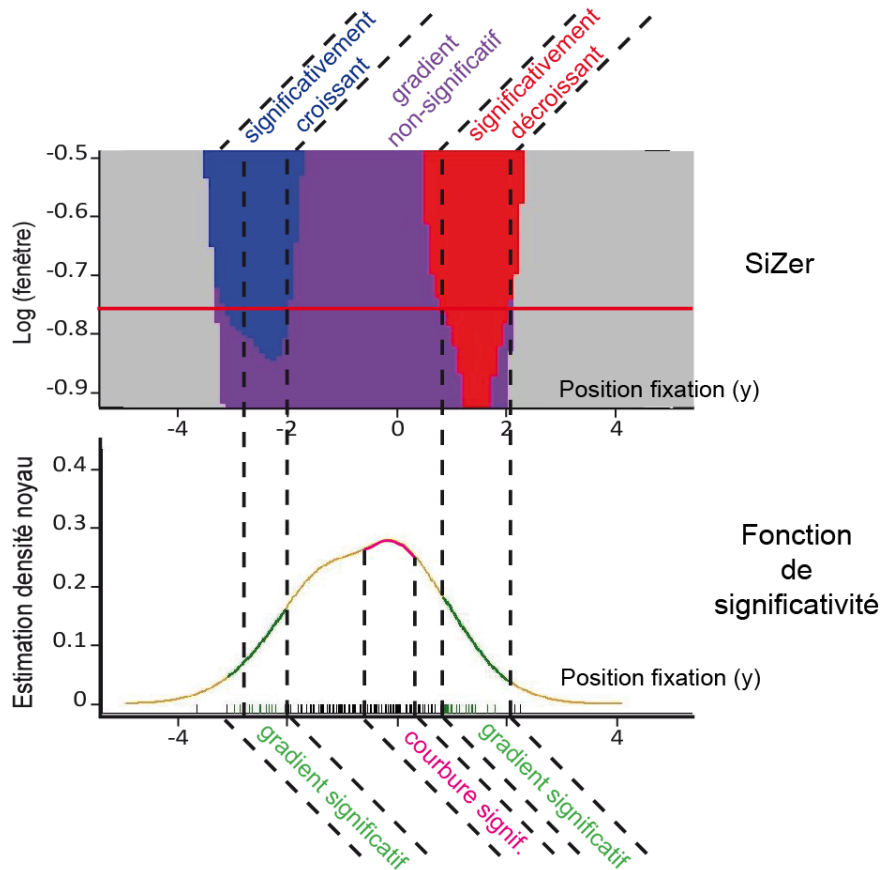 significativement
croissant
gradient
non-significatif
significativement
décroissant
-0.5
-0.6
-0.7
-0.8
-0.9
Log (fenêtre)
SiZer
Position fixation (y)
-4
-2
0
2
4
0.4
0.3
0.2
0.1
0
Estimation densité noyau
Fonction
de
significativité
Position fixation (y)
-4
-2
0
4
gradient significatif
courbure signif.
gradient significatif